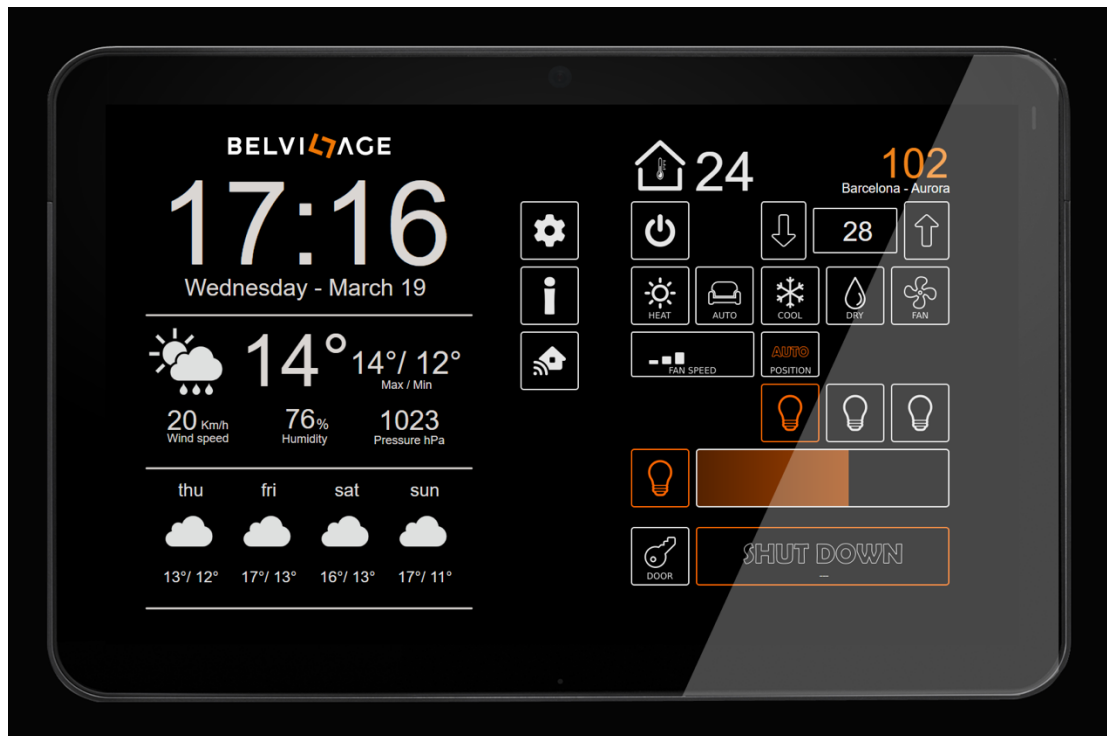 BELVILLAGE
17:16
Wednesday - March 19
14° 14°/ 12°
Max / Min
20 Km/h 76% 1023
Wind speed Humidity Pressure hPa
thu fri sat sun
13°/ 12° 17°/ 13° 16°/ 13° 17°/ 11°
24 102
Barcelona - Aurora
28
HEAT AUTO COOL DRY FAN
AUTO
FAN SPEED POSITION
SHUT DOWN
DOOR